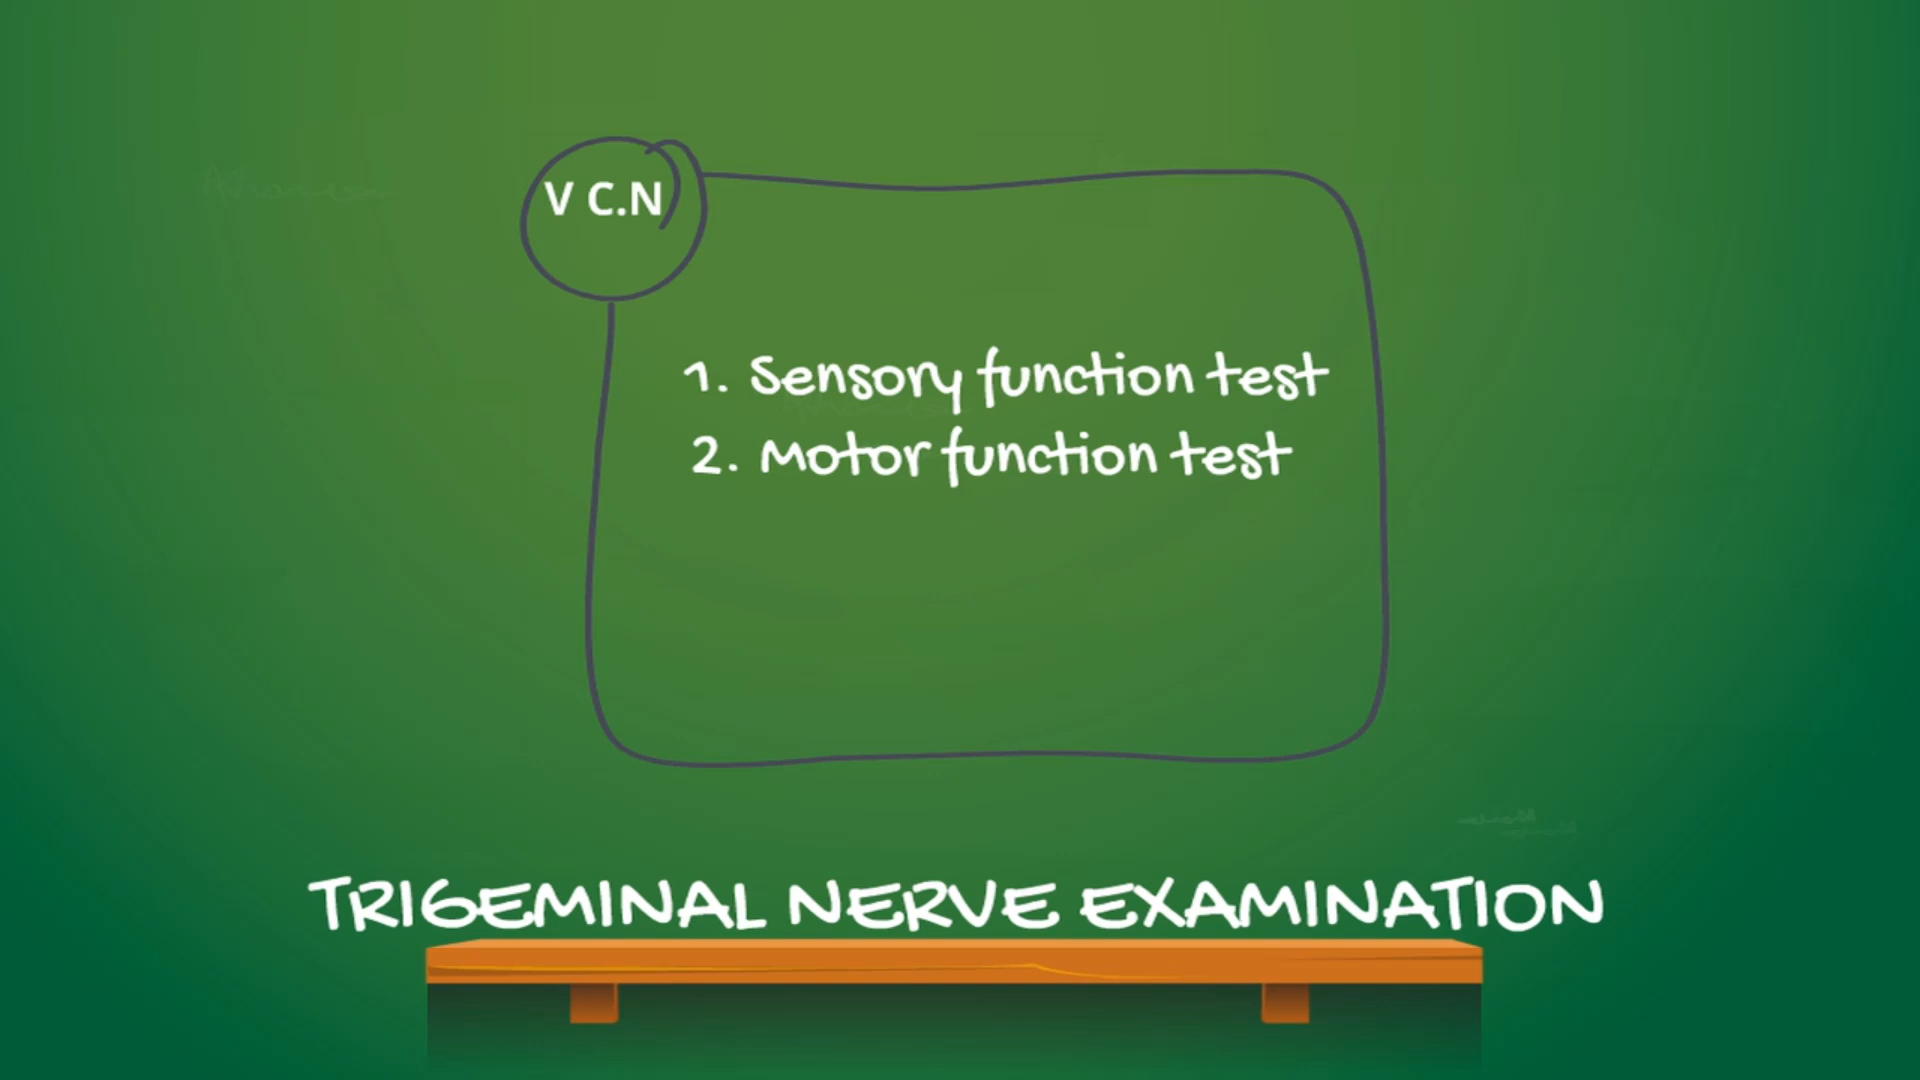 V C.N
1. Sensory function test
2. Motor function test
TRIGEMINAL NERVE EXAMINATION